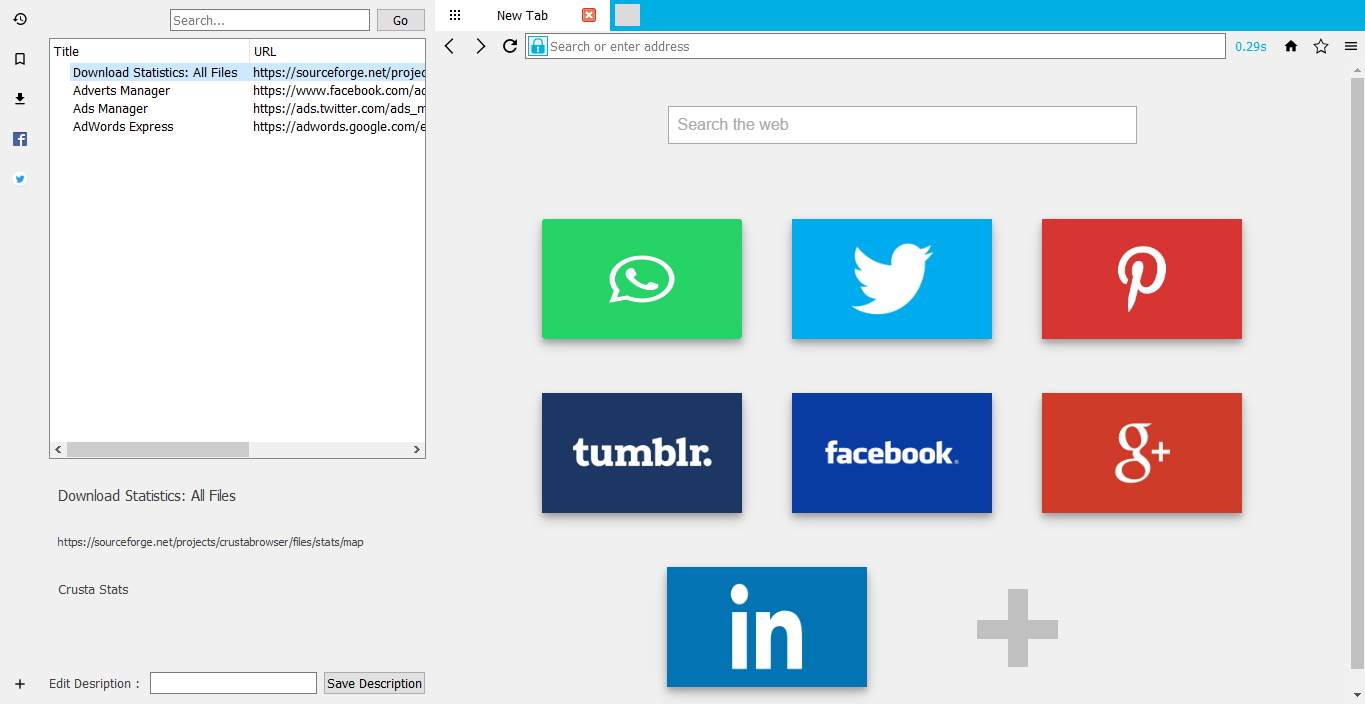 Search...
Go
Title URL
Download Statistics: All Files https://sourceforge.net/projec
Adverts Manager https://www.facebook.com/ad
Ads Manager https://ads.twitter.com/ads_m
AdWords Express https://adwords.google.com/e
Download Statistics: All Files
https://sourceforge.net/projects/crustabrowser/files/stats/map
Crusta Stats
Edit Desription :
Save Description
New Tab
Search or enter address
0.29s
Search the web
tumblr.
facebook.
g+
in